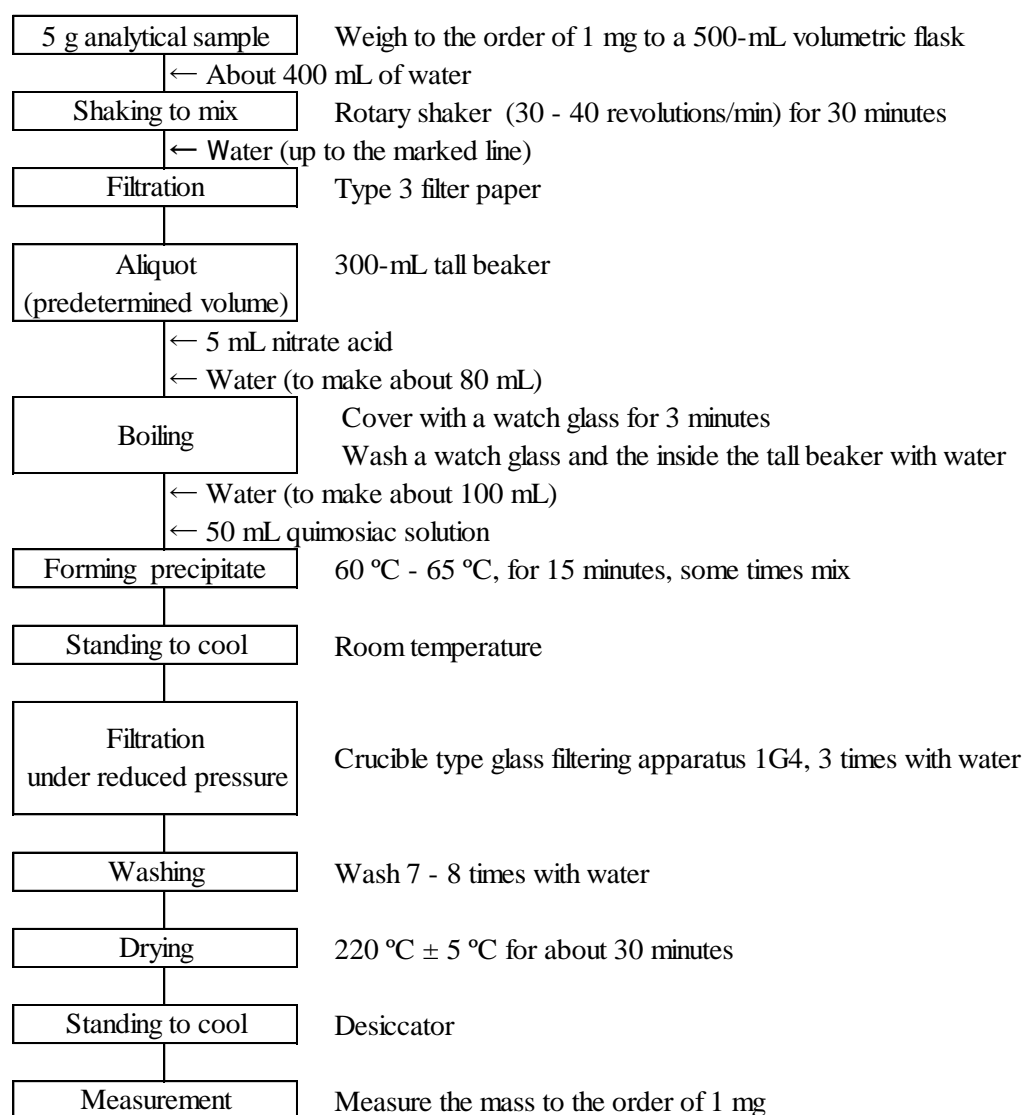 5 g analytical sample Weigh to the order of 1 mg to a 500-mL volumetric flask
← About 400 mL of water
Shaking to mix Rotary shaker (30 - 40 revolutions/min) for 30 minutes
← Water (up to the marked line)
Filtration Type 3 filter paper
Aliquot 300-mL tall beaker
(predetermined volume)
← 5 mL nitrate acid
← Water (to make about 80 mL)
Cover with a watch glass for 3 minutes
Boiling
Wash a watch glass and the inside the tall beaker with water
← Water (to make about 100 mL)
← 50 mL quimosiac solution
Forming precipitate 60 ºC - 65 ºC, for 15 minutes, some times mix
Standing to cool Room temperature
Filtration
under reduced pressure Crucible type glass filtering apparatus 1G4, 3 times with water
Washing Wash 7 - 8 times with water
Drying 220 ºC ± 5 ºC for about 30 minutes
Standing to cool Desiccator
Measurement Measure the mass to the order of 1 mg